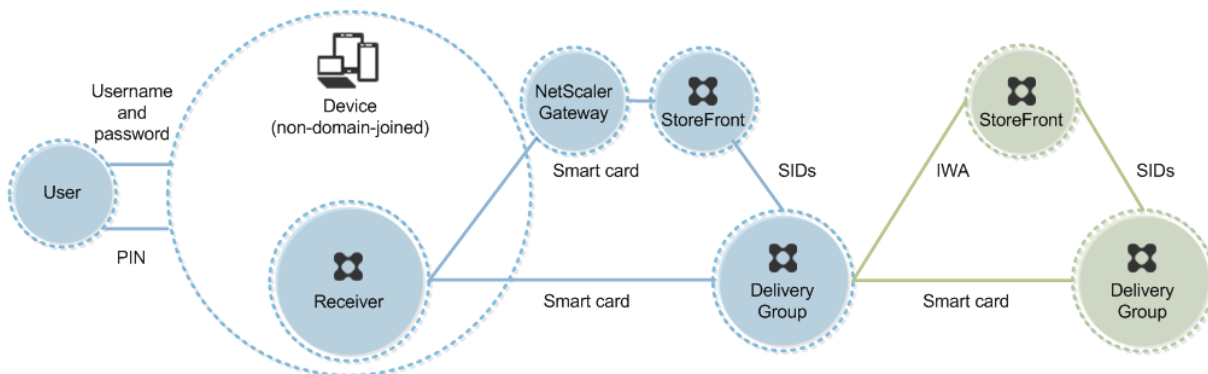 Username
and
password
User
PIN
Device
(non-domain-joined)
Receiver
NetScaler
Gateway
StoreFront
Smart card
SIDs
Smart card
Delivery
Group
StoreFront
IWA
SIDs
Smart card
Delivery
Group